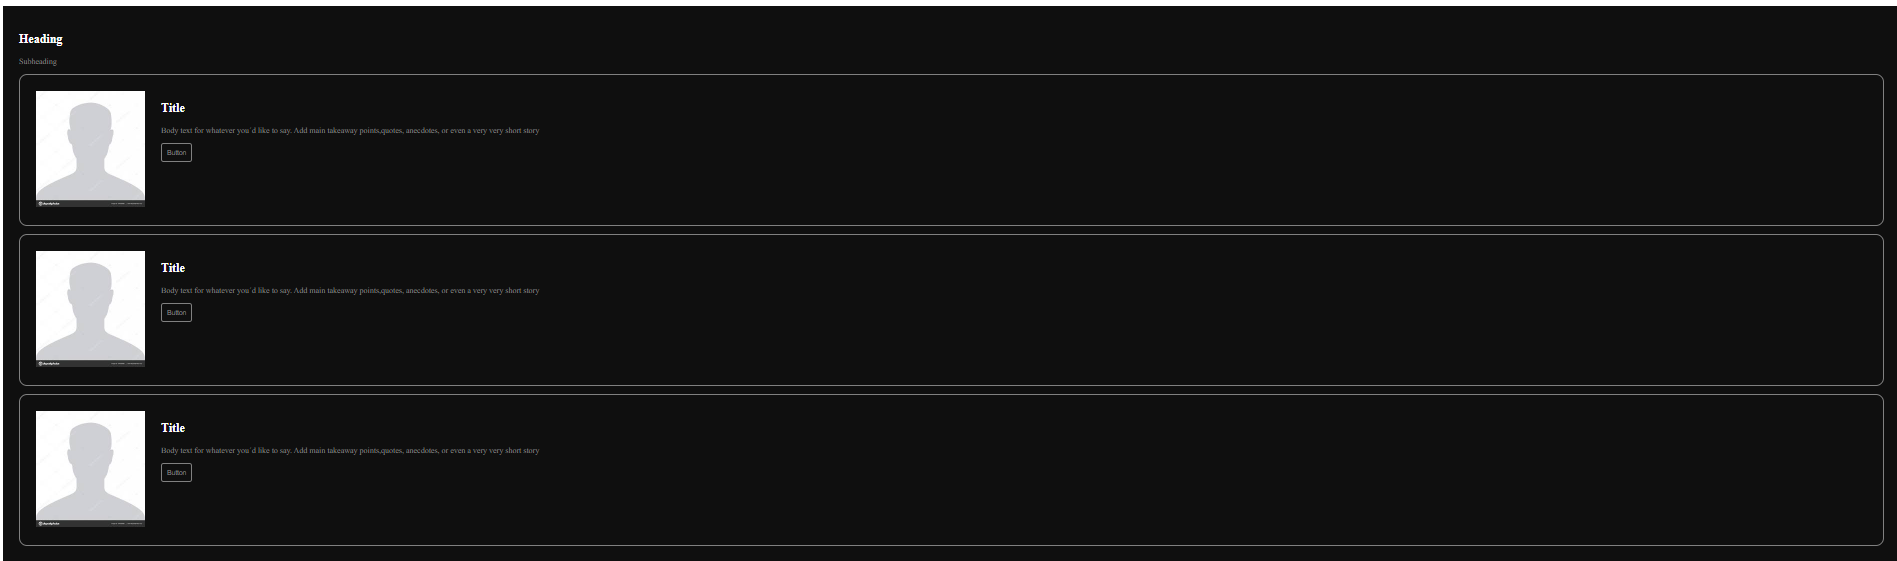 Heading
Subheading
Title
Body text for whatever you'd like to say. Add main takeaway points,quotes, anecdotes, or even a very very short story
Button
Title
Body text for whatever you'd like to say. Add main takeaway points,quotes, anecdotes, or even a very very short story
Button
Title
Body text for whatever you'd like to say. Add main takeaway points,quotes, anecdotes, or even a very very short story
Button